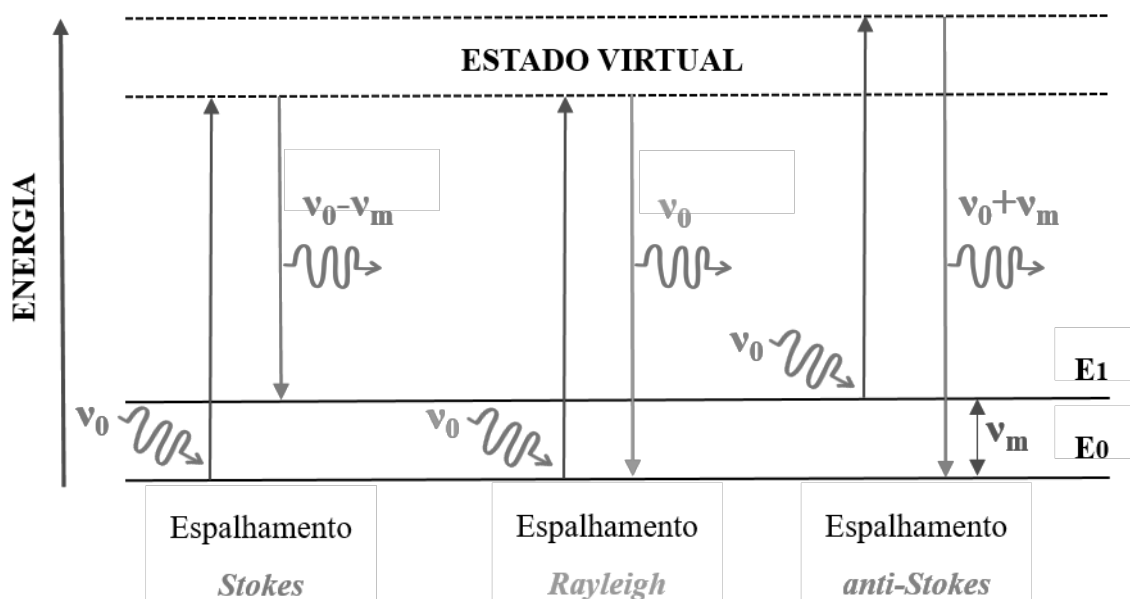 ESTADO VIRTUAL
ENERGIA
ν0-νm
ν0
ν0+νm
ν0
E1
ν0
ν0
νm
E0
Espalhamento
Stokes
Espalhamento
Rayleigh
Espalhamento
anti-Stokes